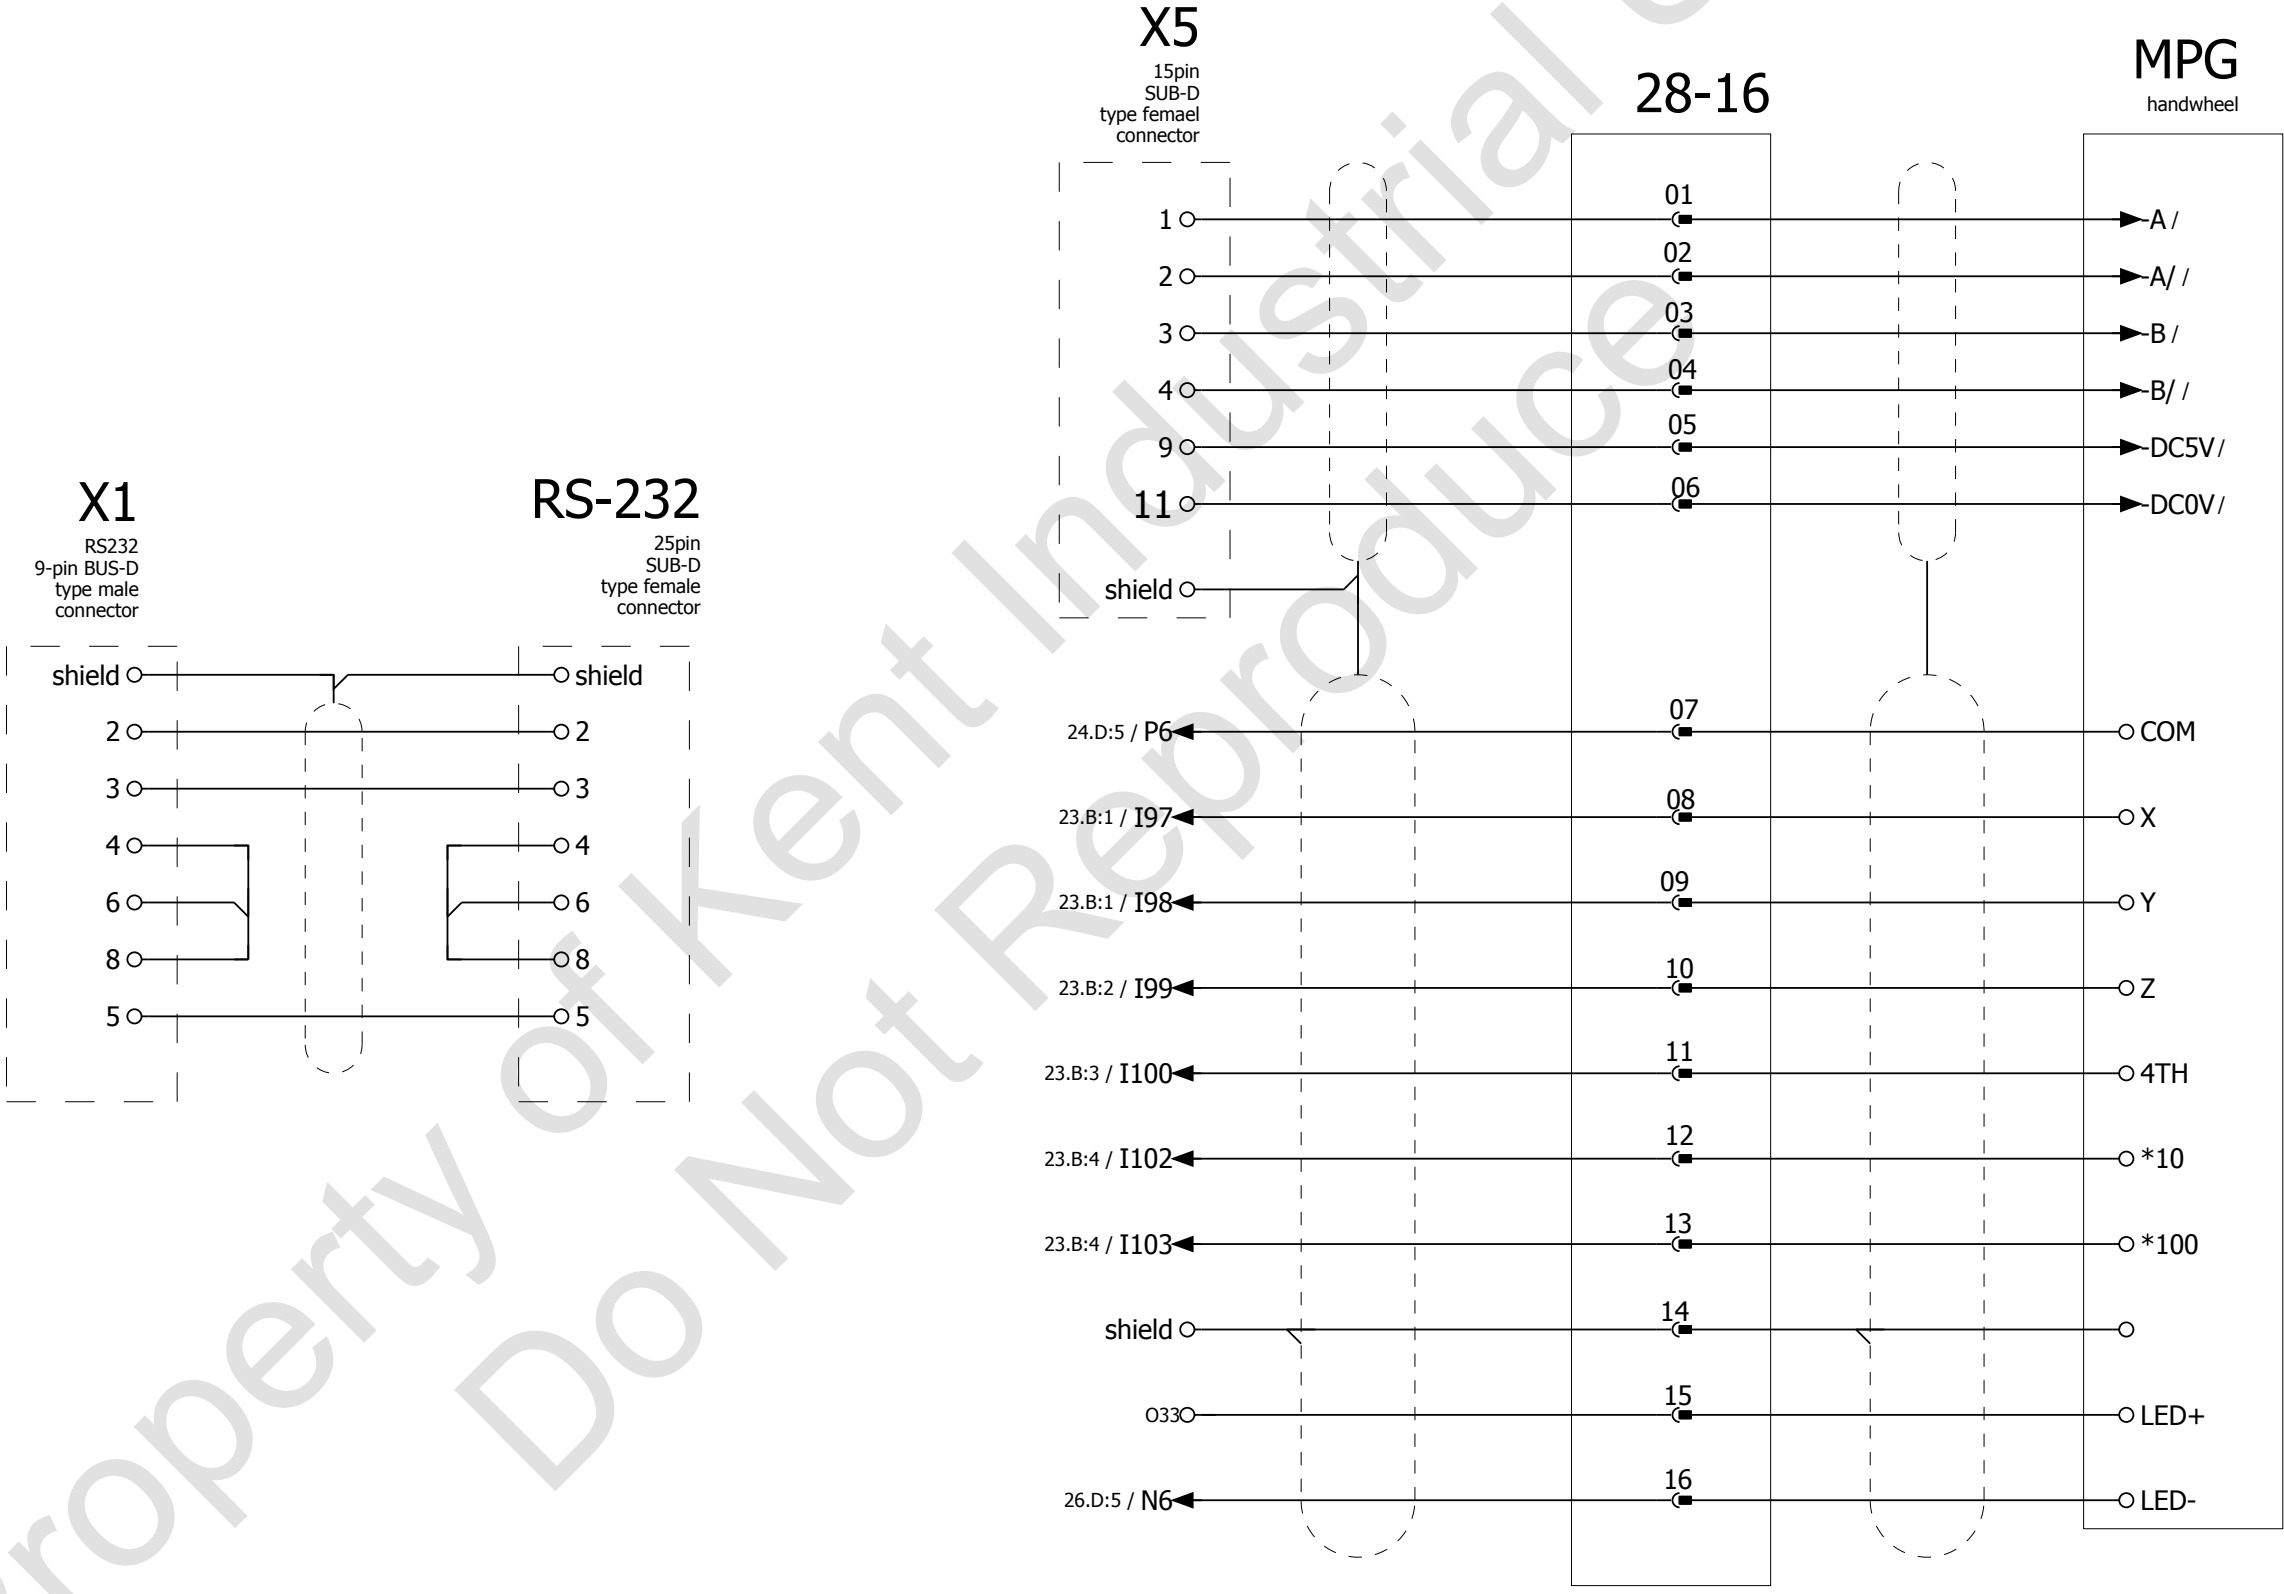 X5
15pin
SUB-D
type femael
connector
28-16
MPG
handwheel
1 01 -A /
2 02 -A/ /
3 03 -B /
4 04 -B/ /
9 05 -DC5V /
11 06 -DC0V /
shield
X1
RS232
9-pin BUS-D
type male
connector
RS-232
25pin
SUB-D
type female
connector
shield shield
2 2
3 3
4 4
6 6
8 8
5 5
24.D:5 / P6 07 COM
23.B:1 / I97 08 X
23.B:1 / I98 09 Y
23.B:2 / I99 10 Z
23.B:3 / I100 11 4TH
23.B:4 / I102 12 *10
23.B:4 / I103 13 *100
shield 14
O33 15 LED+
26.D:5 / N6 16 LED-
roperty of Kent Industrial
Do Not Reproduce